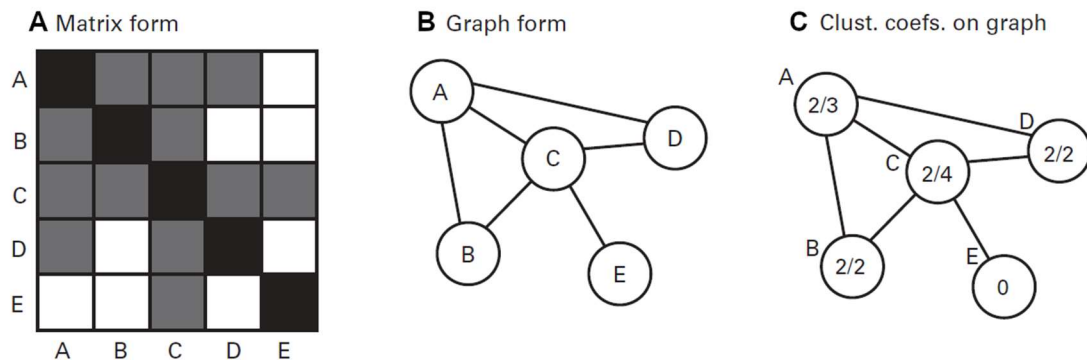 A Matrix form
A
B
C
D
E
A B C D E
B Graph form
A
D
C
B
E
C Clust. coefs. on graph
A
2/3
D
2/2
C
2/4
B
2/2
E
0